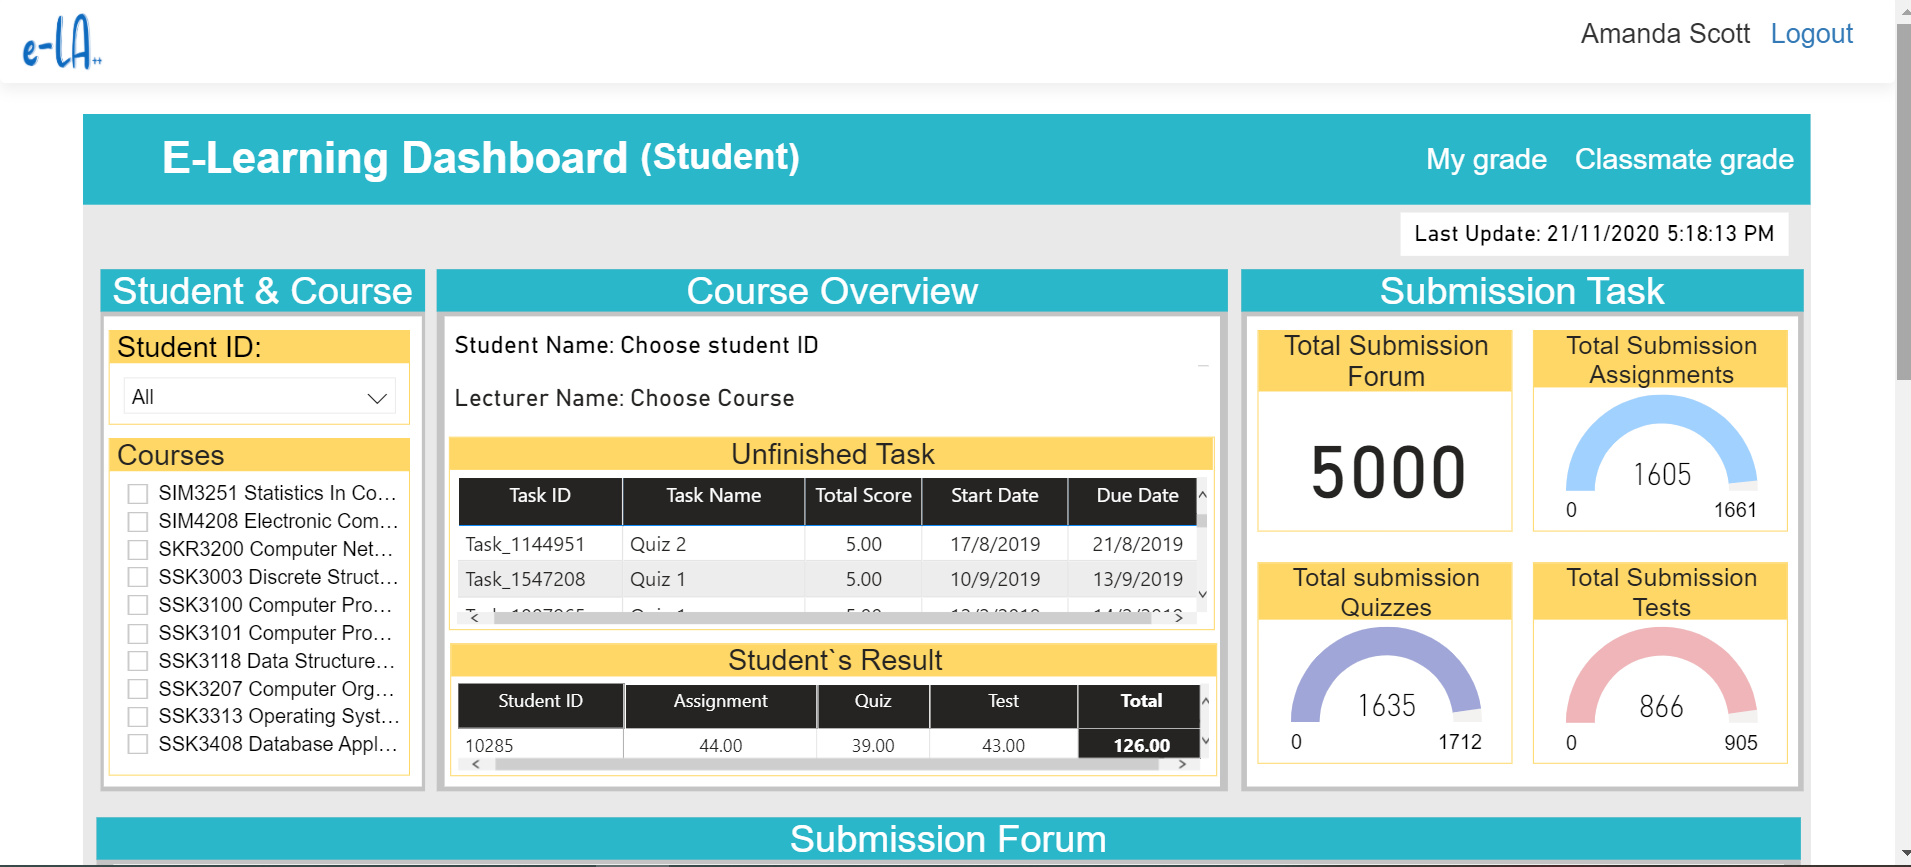 e-LA++
Amanda Scott Logout
E-Learning Dashboard (Student)
My grade Classmate grade
Last Update: 21/11/2020 5:18:13 PM
Student & Course
Student ID:
All
Courses
SIM3251 Statistics In Co...
SIM4208 Electronic Com...
SKR3200 Computer Net...
SSK3003 Discrete Struct...
SSK3100 Computer Pro...
SSK3101 Computer Pro...
SSK3118 Data Structure...
SSK3207 Computer Org...
SSK3313 Operating Syst...
SSK3408 Database Appl...
Course Overview
Student Name: Choose student ID
Lecturer Name: Choose Course
Unfinished Task
Task ID Task Name Total Score Start Date Due Date
Task_1144951 Quiz 2 5.00 17/8/2019 21/8/2019
Task_1547208 Quiz 1 5.00 10/9/2019 13/9/2019
Student`s Result
Student ID Assignment Quiz Test Total
10285 44.00 39.00 43.00 126.00
Submission Task
Total Submission
Forum
5000
Total Submission
Assignments
1605
0 1661
Total submission
Quizzes
1635
0 1712
Total Submission
Tests
866
0 905
Submission Forum